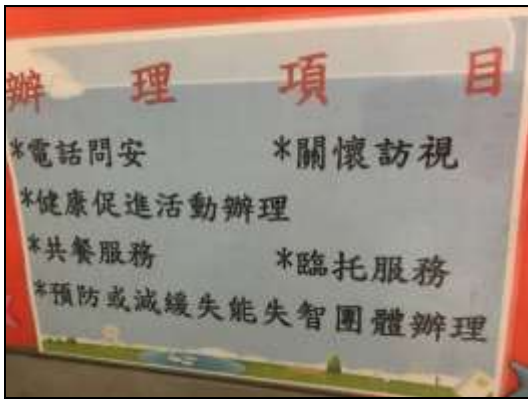 辦理項目
*電話問安 *關懷訪視
*健康促進活動辦理
*共餐服務 *臨托服務
*預防或減緩失能失智團體辦理